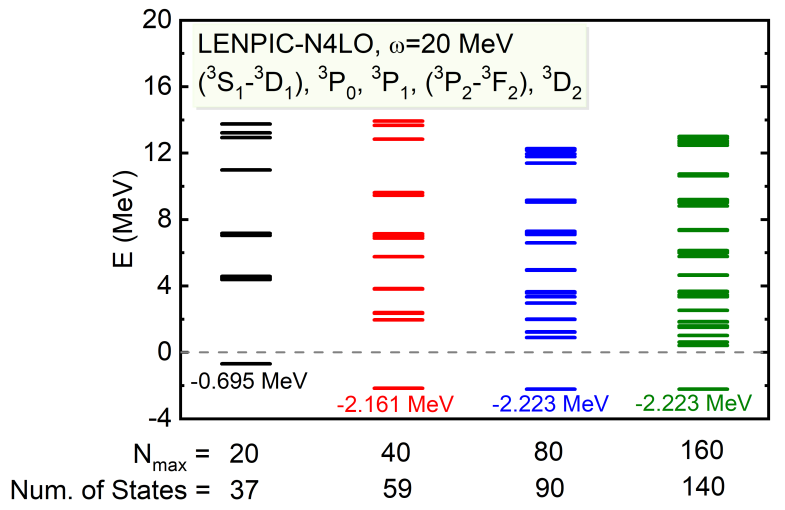 20
16
12
8
4
0
-4
E (MeV)
LENPIC-N4LO, ω=20 MeV
(³S₁-³D₁), ³P₀, ³P₁, (³P₂-³F₂), ³D₂
-0.695 MeV
-2.161 MeV
-2.223 MeV
-2.223 MeV
Nmax = 20 40 80 160
Num. of States = 37 59 90 140